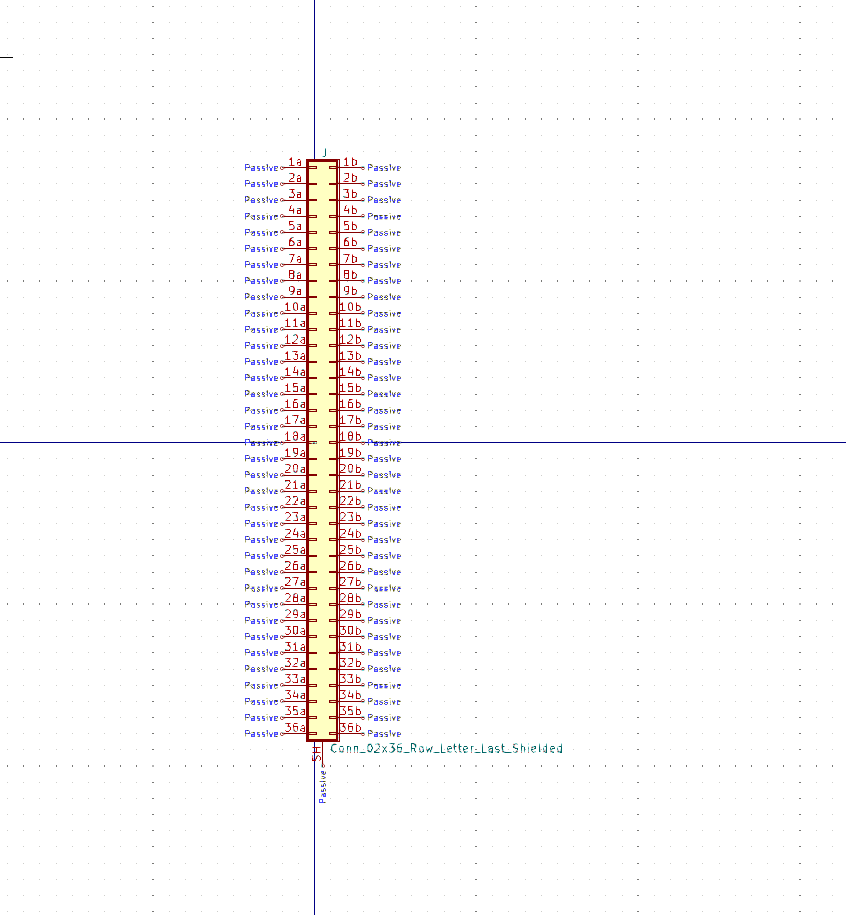 J
Passive 1a 1b Passive
Passive 2a 2b Passive
Passive 3a 3b Passive
Passive 4a 4b Passive
Passive 5a 5b Passive
Passive 6a 6b Passive
Passive 7a 7b Passive
Passive 8a 8b Passive
Passive 9a 9b Passive
Passive 10a 10b Passive
Passive 11a 11b Passive
Passive 12a 12b Passive
Passive 13a 13b Passive
Passive 14a 14b Passive
Passive 15a 15b Passive
Passive 16a 16b Passive
Passive 17a 17b Passive
Passive 18a 18b Passive
Passive 19a 19b Passive
Passive 20a 20b Passive
Passive 21a 21b Passive
Passive 22a 22b Passive
Passive 23a 23b Passive
Passive 24a 24b Passive
Passive 25a 25b Passive
Passive 26a 26b Passive
Passive 27a 27b Passive
Passive 28a 28b Passive
Passive 29a 29b Passive
Passive 30a 30b Passive
Passive 31a 31b Passive
Passive 32a 32b Passive
Passive 33a 33b Passive
Passive 34a 34b Passive
Passive 35a 35b Passive
Passive 36a 36b Passive
SH
Conn_02x36_Row_Letter_Last_Shielded
Passive